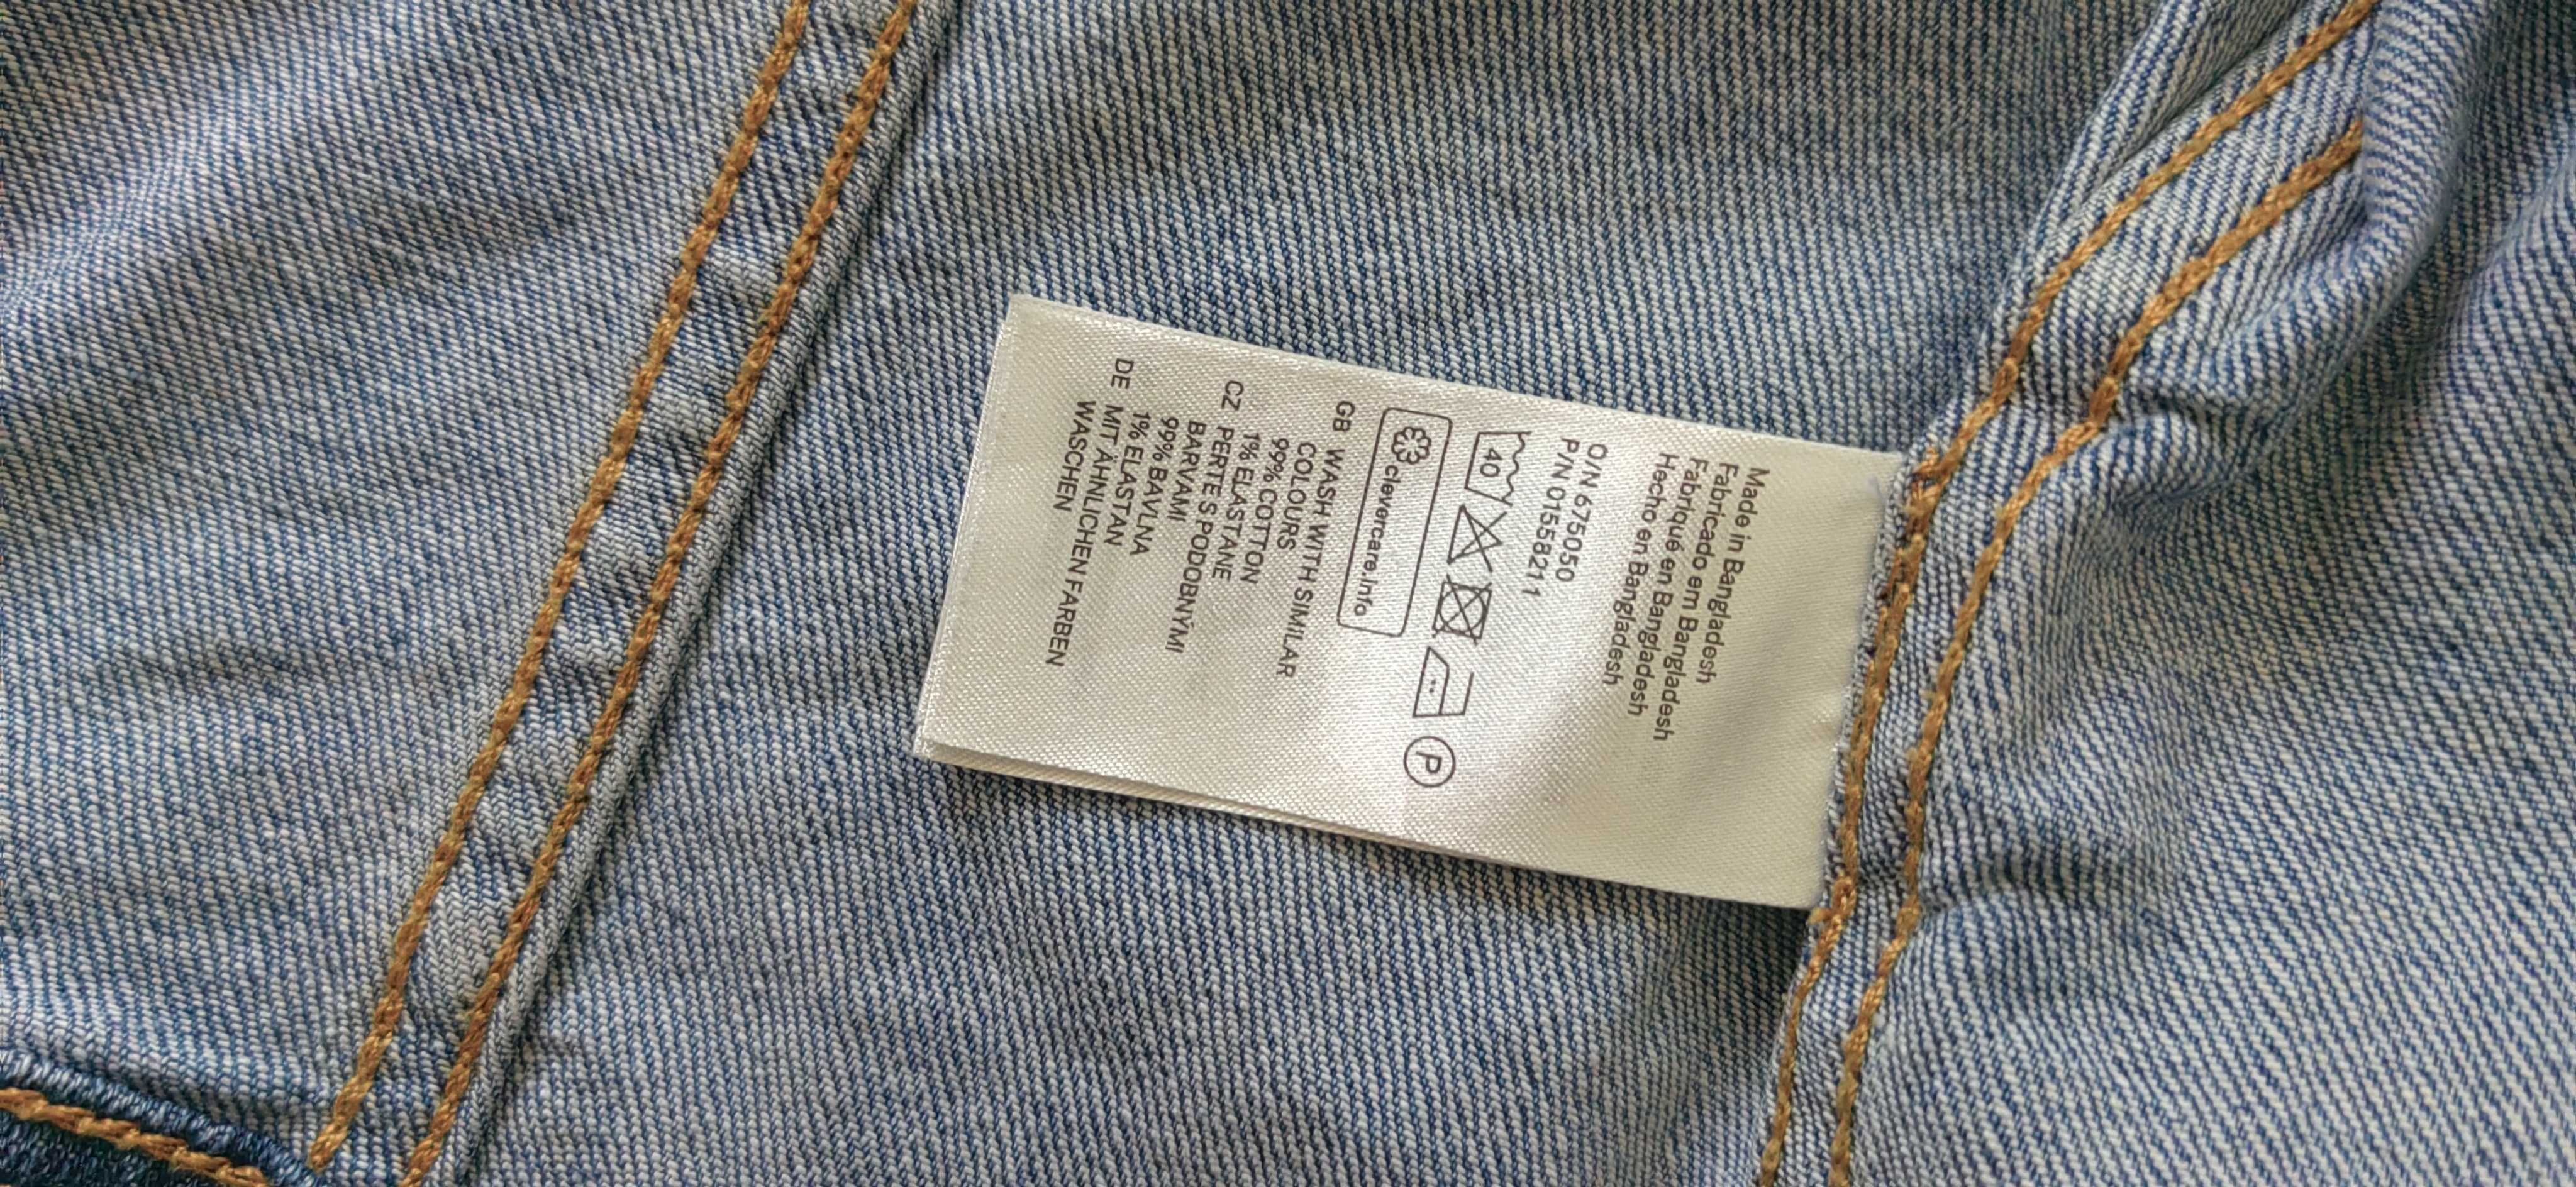 Made in Bangladesh
Fabricado em Bangladesh
Fabriqué en Bangladesh
Hecho en Bangladesh
O/N 675050
P/N 01558211
40
P
clevercare.info
GB WASH WITH SIMILAR
COLOURS
99% COTTON
1% ELASTANE
CZ PERTE S PODOBNÝMI
BARVAMI
99% BAVLNA
1% ELASTAN
DE MIT ÄHNLICHEN FARBEN
WASCHEN